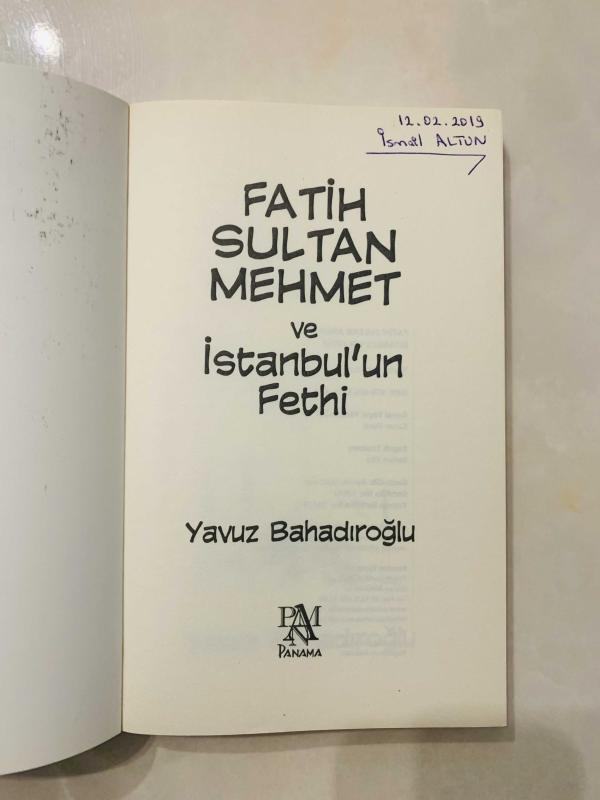 12.02.2019
İsmail ALTUN
FATİH
SULTAN
MEHMET
ve
İstanbul'un
Fethi
Yavuz Bahadıroğlu
PANAMA